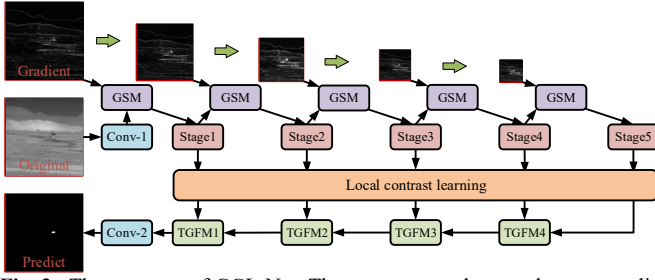 Gradient
GSM GSM GSM GSM GSM
Original
Conv-1 Stage1 Stage2 Stage3 Stage4 Stage5
Local contrast learning
Predict
Conv-2 TGFM1 TGFM2 TGFM3 TGFM4